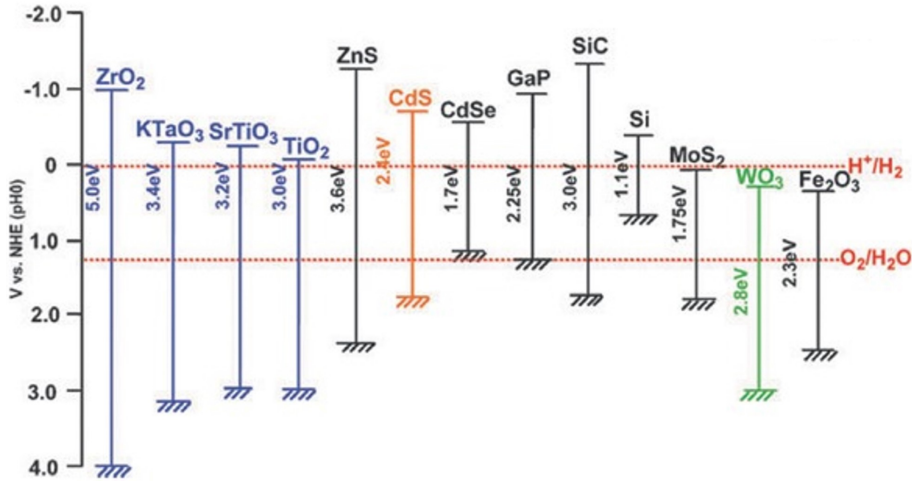 -2.0
-1.0
0
1.0
2.0
3.0
4.0
V vs. NHE (pH0)
ZrO₂
5.0eV
KTaO₃
3.4eV
SrTiO₃
3.2eV
TiO₂
3.0eV
ZnS
3.6eV
CdS
2.4eV
CdSe
1.7eV
GaP
2.25eV
SiC
3.0eV
Si
1.1eV
MoS₂
1.75eV
WO₃
2.8eV
Fe₂O₃
2.3eV
H⁺/H₂
O₂/H₂O